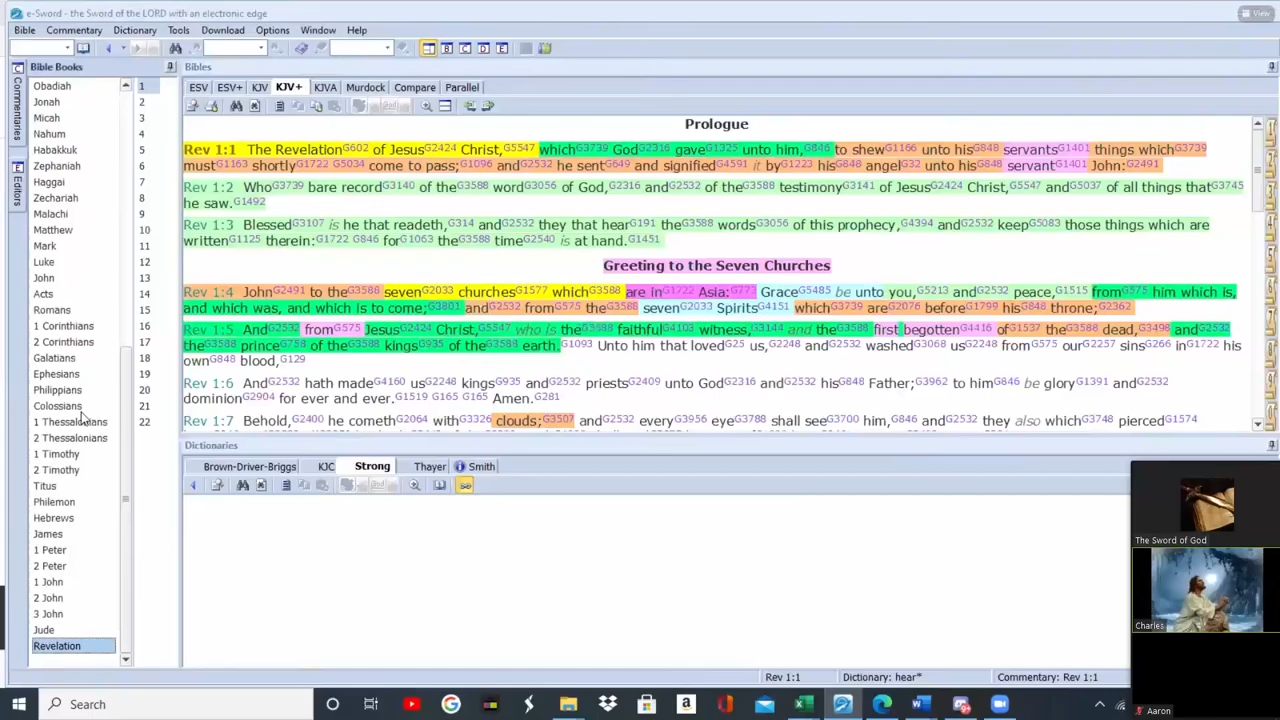 e-Sword - the Sword of the LORD with an electronic edge
View
Bible Commentary Dictionary Tools Download Options Window Help
B C D E
Bible Books
Bibles
Commentaries
Editors
Obadiah
Jonah
Micah
Nahum
Habakkuk
Zephaniah
Haggai
Zechariah
Malachi
Matthew
Mark
Luke
John
Acts
Romans
1 Corinthians
2 Corinthians
Galatians
Ephesians
Philippians
Colossians
1 Thessalonians
2 Thessalonians
1 Timothy
2 Timothy
Titus
Philemon
Hebrews
James
1 Peter
2 Peter
1 John
2 John
3 John
Jude
Revelation
1
2
3
4
5
6
7
8
9
10
11
12
13
14
15
16
17
18
19
20
21
22
ESV ESV+ KJV KJV+ KJVA Murdock Compare Parallel
Prologue
Rev 1:1 The Revelation G602 of Jesus G2424 Christ, G5547 which G3739 God G2316 gave G1325 unto him, G846 to shew G1166 unto his G848 servants G1401 things which G3739
must G1163 shortly G1722 G5034 come to pass; G1096 and G2532 he sent G649 and signified G4591 it by G1223 his G848 angel G32 unto his G848 servant G1401 John: G2491
Rev 1:2 Who G3739 bare record G3140 of the G3588 word G3056 of God, G2316 and G2532 of the G3588 testimony G3141 of Jesus G2424 Christ, G5547 and G5037 of all things that G3745
he saw. G1492
Rev 1:3 Blessed G3107 is he that readeth, G314 and G2532 they that hear G191 the G3588 words G3056 of this prophecy, G4394 and G2532 keep G5083 those things which are
written G1125 therein: G1722 G846 for G1063 the G3588 time G2540 is at hand. G1451
Greeting to the Seven Churches
Rev 1:4 John G2491 to the G3588 seven G2033 churches G1577 which G3588 are in G1722 Asia: G773 Grace G5485 be unto you, G5213 and G2532 peace, G1515 from G575 him which is,
and which was, and which is to come; G3801 and G2532 from G575 the G3588 seven G2033 Spirits G4151 which G3739 are G2076 before G1799 his G848 throne; G2362
Rev 1:5 And G2532 from G575 Jesus G2424 Christ, G5547 who is the G3588 faithful G4103 witness, G3144 and the G3588 first begotten G4416 of G1537 the G3588 dead, G3498 and G2532
the G3588 prince G758 of the G3588 kings G935 of the G3588 earth. G1093 Unto him that loved G25 us, G2248 and G2532 washed G3068 us G2248 from G575 our G2257 sins G266 in G1722 his
own G848 blood, G129
Rev 1:6 And G2532 hath made G4160 us G2248 kings G935 and G2532 priests G2409 unto God G2316 and G2532 his G848 Father; G3962 to him G846 be glory G1391 and G2532
dominion G2904 for ever and ever. G1519 G165 G165 Amen. G281
Rev 1:7 Behold, G2400 he cometh G2064 with G3326 clouds; G3507 and G2532 every G3956 eye G3788 shall see G3700 him, G846 and G2532 they also which G3748 pierced G1574
Dictionaries
Brown-Driver-Briggs KJC Strong Thayer Smith
The Sword of God
Charles
Aaron
Rev 1:1 Dictionary: hear* Commentary: Rev 1:1
Search